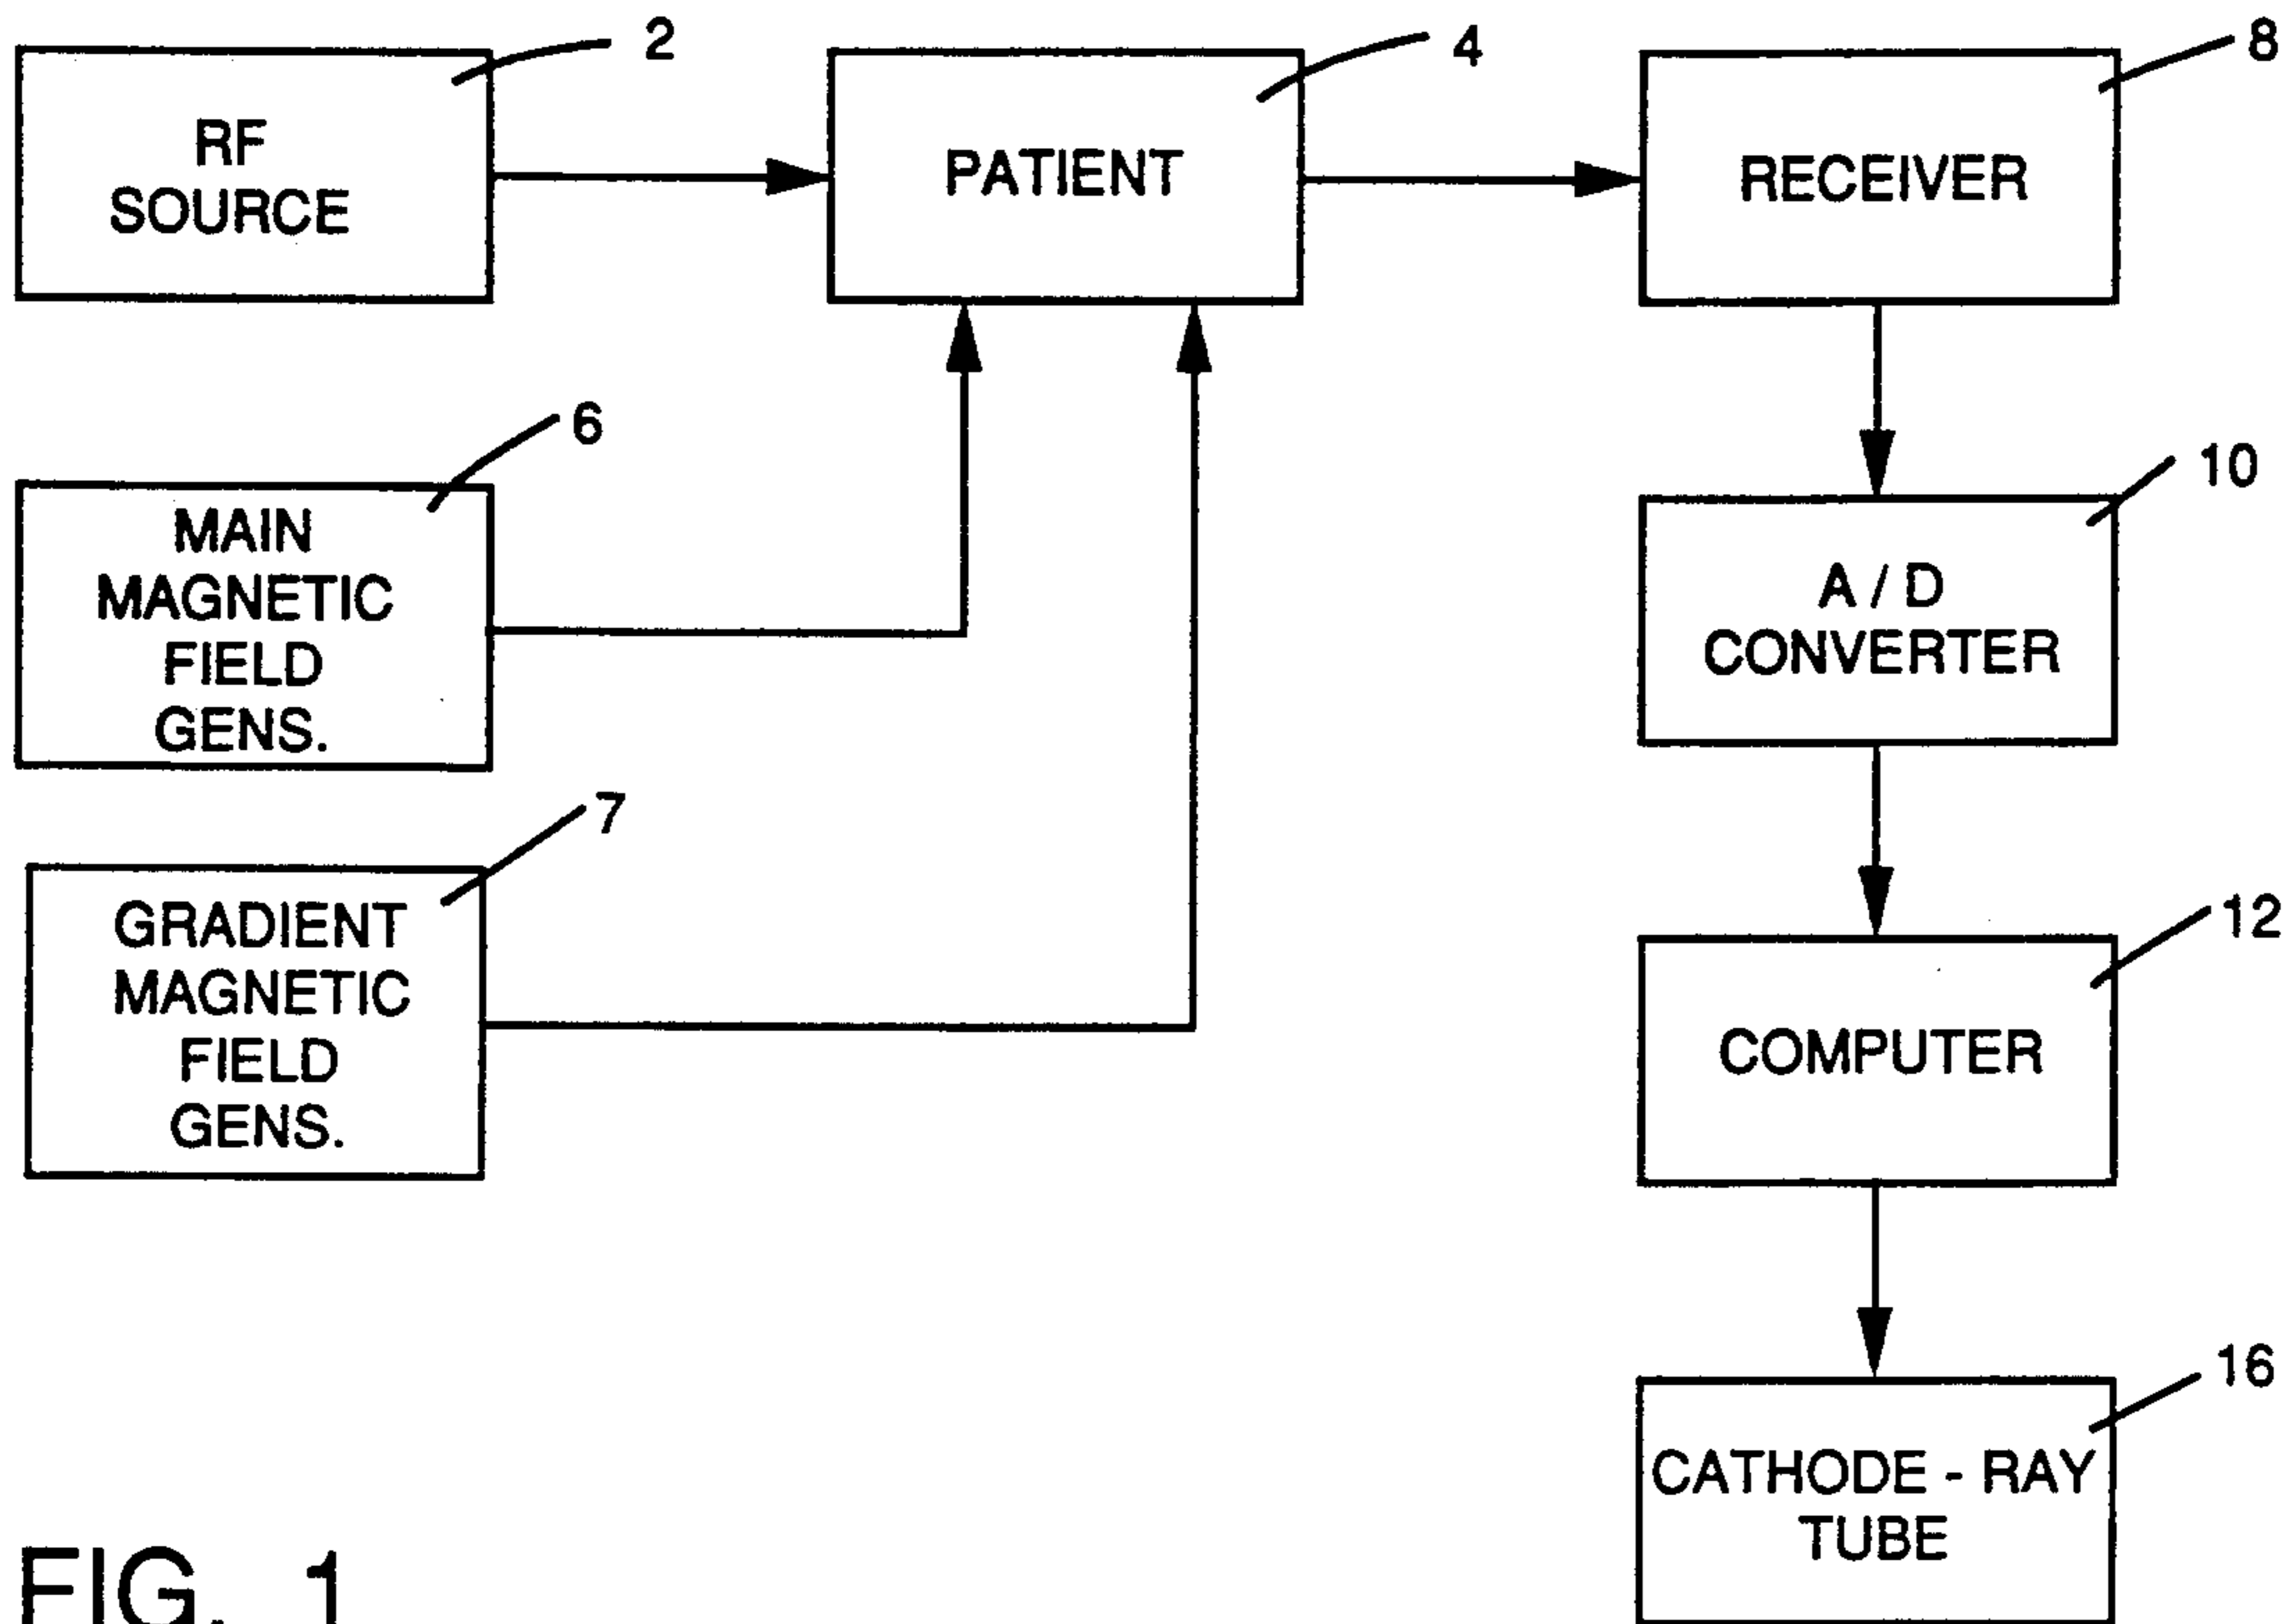 2
RF
SOURCE
4
PATIENT
8
RECEIVER
6
MAIN
MAGNETIC
FIELD
GENS.
10
A / D
CONVERTER
7
GRADIENT
MAGNETIC
FIELD
GENS.
12
COMPUTER
16
CATHODE - RAY
TUBE
FIG. 1